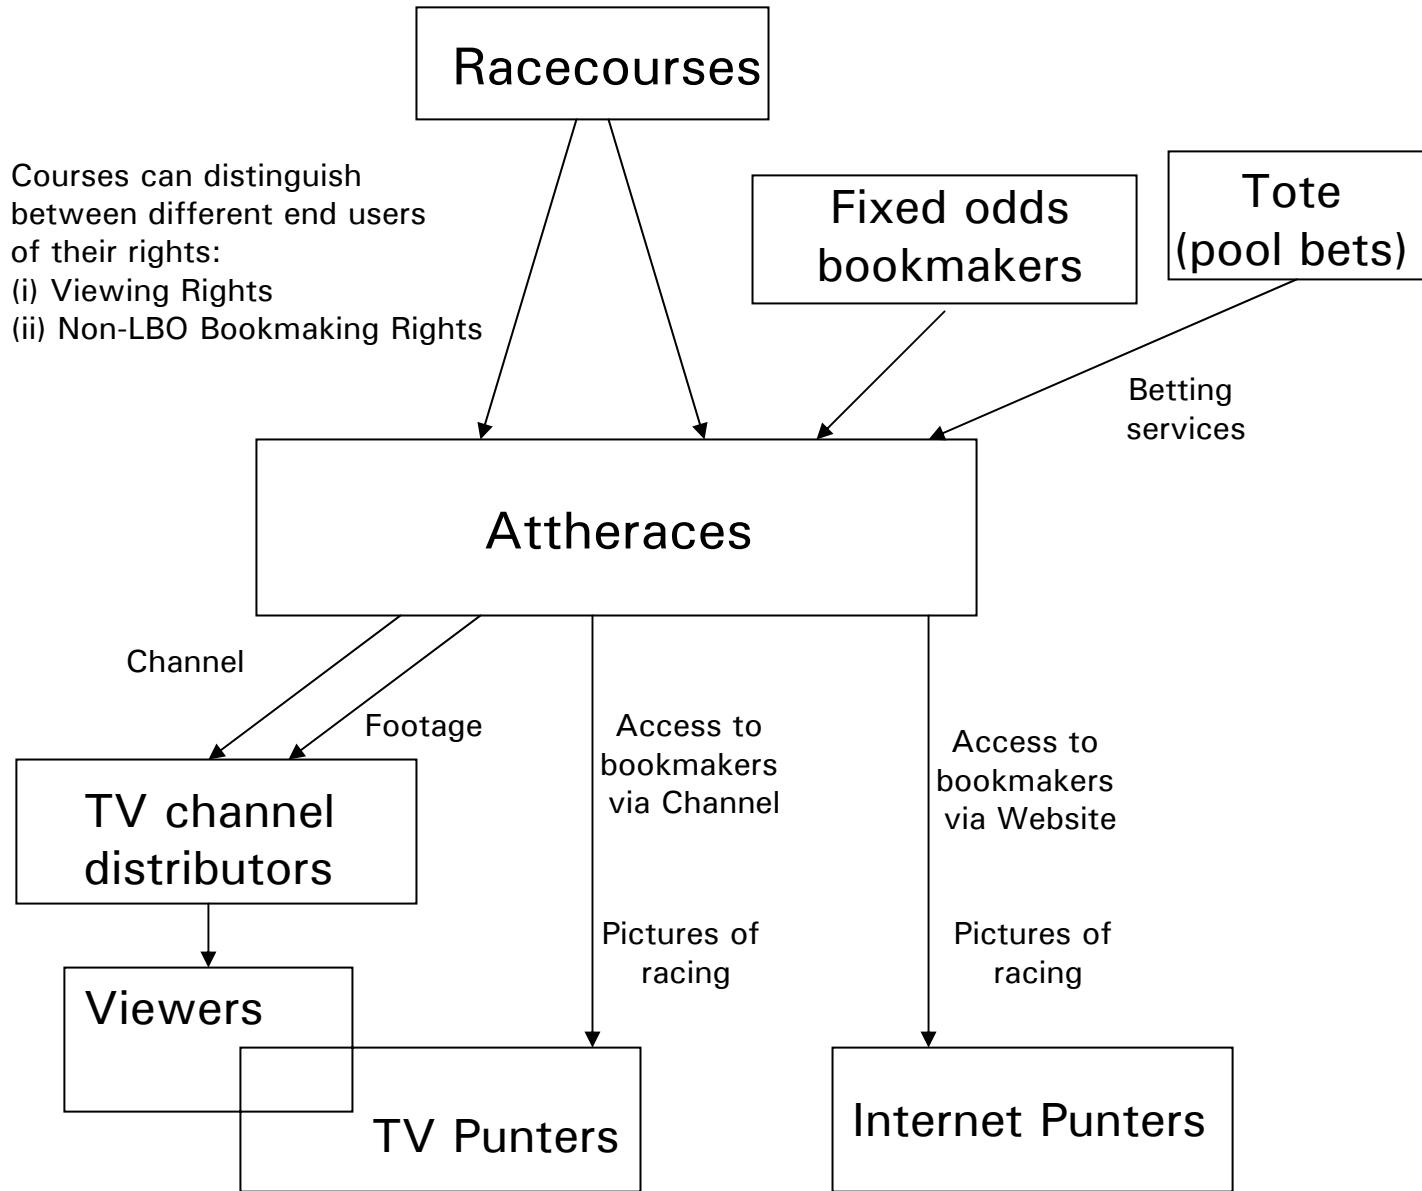 Racecourses
Courses can distinguish
between different end users
of their rights:
(i) Viewing Rights
(ii) Non-LBO Bookmaking Rights
Fixed odds
bookmakers
Tote
(pool bets)
Betting
services
Attheraces
Channel
Footage
Access to
bookmakers
via Channel
Access to
bookmakers
via Website
TV channel
distributors
Pictures of
racing
Pictures of
racing
Viewers
TV Punters
Internet Punters